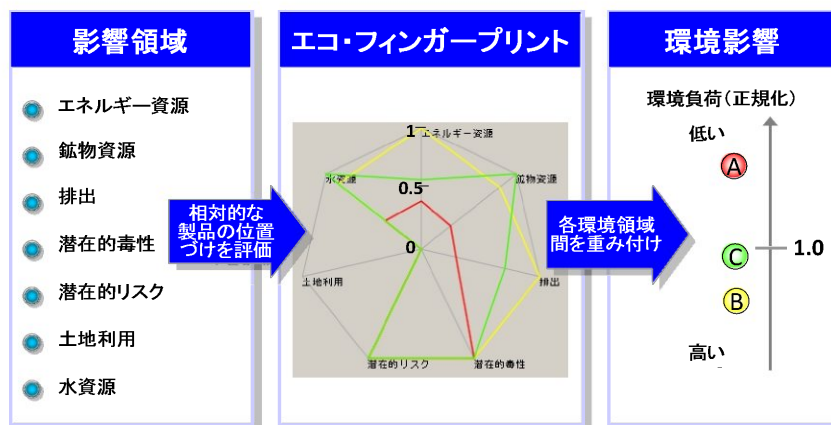 影響領域
エネルギー資源
鉱物資源
排出
潜在的毒性
潜在的リスク
土地利用
水資源
相対的な
製品の位置
づけを評価
エコ・フィンガープリント
1
エネルギー資源
水資源
鉱物資源
0.5
0
土地利用
排出
潜在的リスク
潜在的毒性
各環境領域
間を重み付け
環境影響
環境負荷(正規化)
低い
A
1.0
C
B
高い